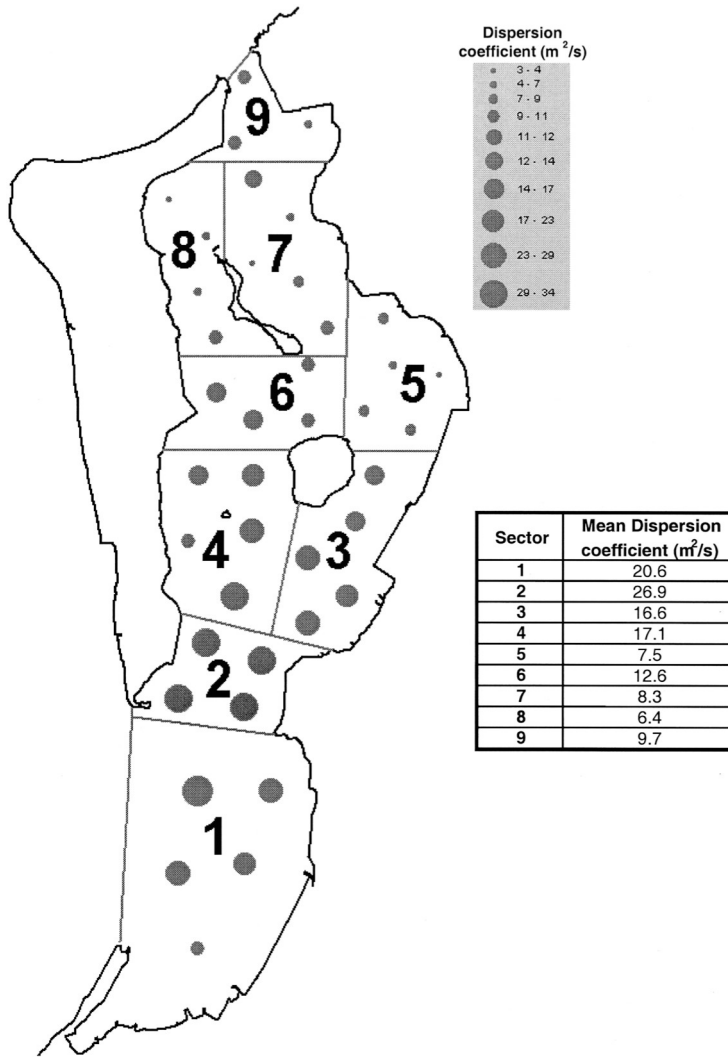 Dispersion
coefficient (m²/s)
3 - 4
4 - 7
7 - 9
9 - 11
11 - 12
12 - 14
14 - 17
17 - 23
23 - 29
29 - 34
9
8
7
6
5
4
3
2
1
Sector Mean Dispersion coefficient (m²/s)
1 20.6
2 26.9
3 16.6
4 17.1
5 7.5
6 12.6
7 8.3
8 6.4
9 9.7